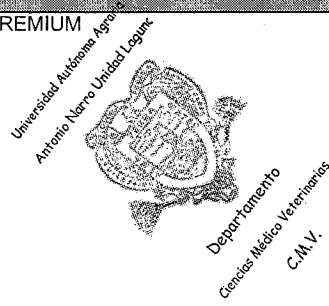 REMIUM
Universidad Autónoma Agraria
Antonio Narro Unidad Laguna
Departamento
Ciencias Médico Veterinarias
C.M.V.